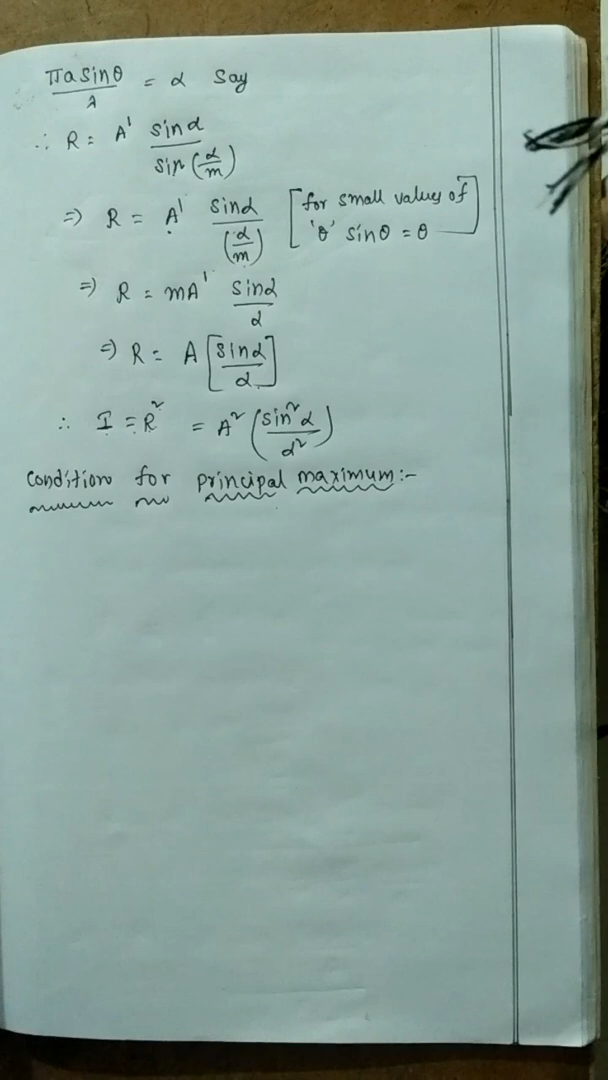 πa sinθ / λ = α say
∴ R = A' sinα / sin(α/m)
⇒ R = A' sinα / (α/m) [for small values of 'θ' sinθ = θ]
⇒ R = mA' sinα / α
⇒ R = A [sinα / α]
∴ I = R² = A² (sin²α / α²)
Condition for principal maximum:-